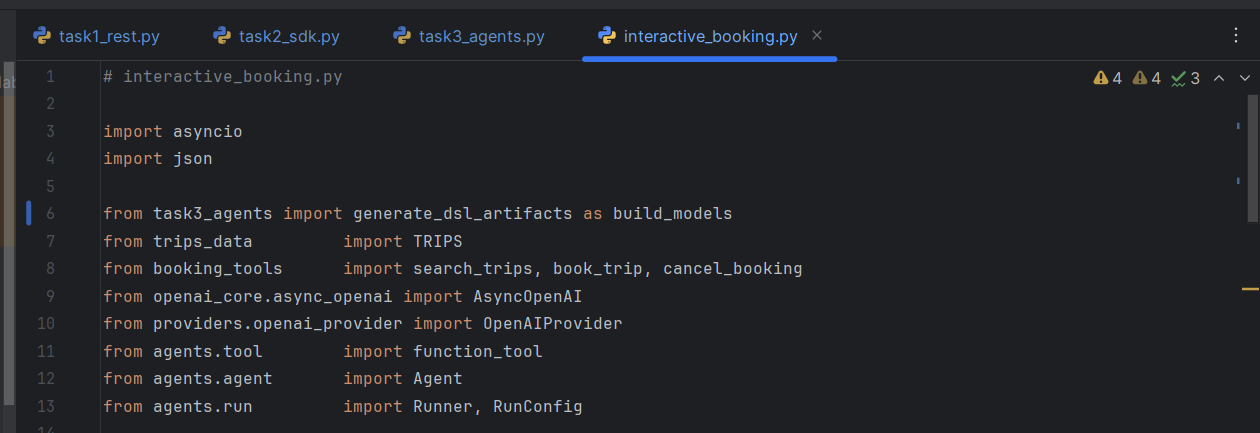 task1_rest.py task2_sdk.py task3_agents.py interactive_booking.py
1 # interactive_booking.py 4 4 3
2
3 import asyncio
4 import json
5
6 from task3_agents import generate_dsl_artifacts as build_models
7 from trips_data         import TRIPS
8 from booking_tools      import search_trips, book_trip, cancel_booking
9 from openai_core.async_openai import AsyncOpenAI
10 from providers.openai_provider import OpenAIProvider
11 from agents.tool        import function_tool
12 from agents.agent       import Agent
13 from agents.run         import Runner, RunConfig